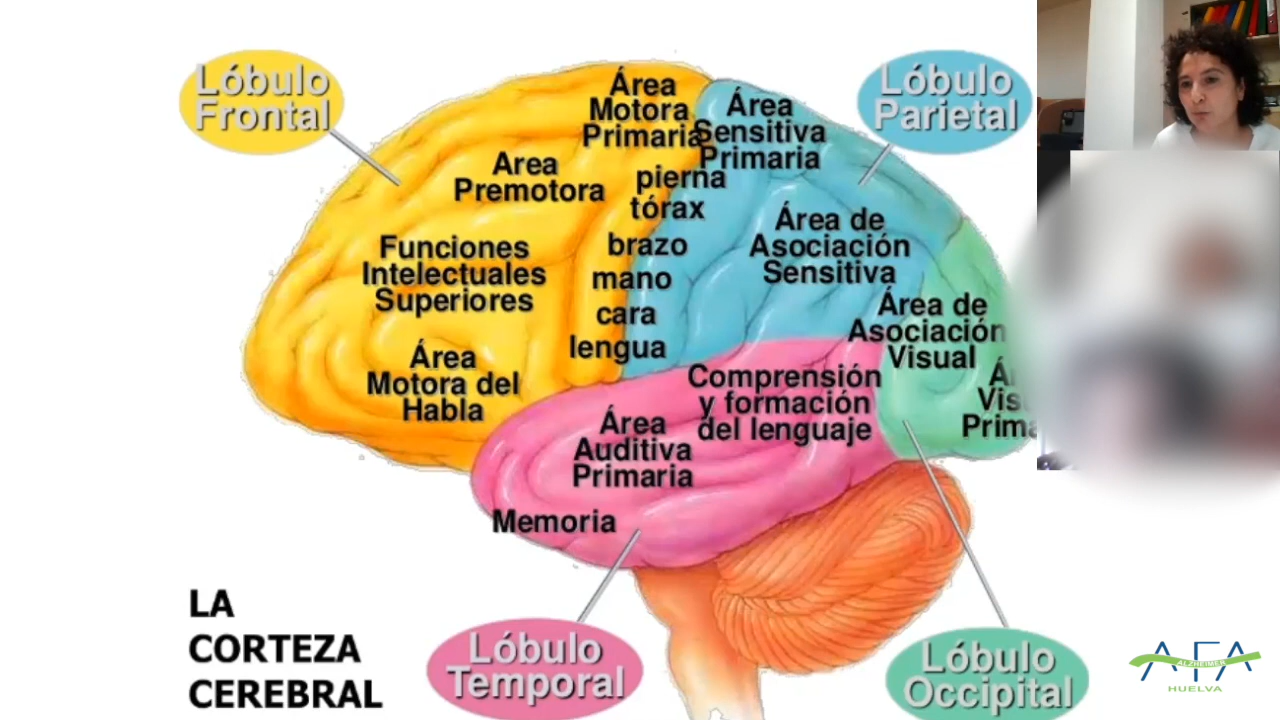 Lóbulo
Frontal
Área
Motora
Primaria
Área
Sensitiva
Primaria
Lóbulo
Parietal
Area
Premotora
pierna
tórax
brazo
mano
cara
lengua
Área de
Asociación
Sensitiva
Funciones
Intelectuales
Superiores
Área de
Asociación
Visual
Área
Motora del
Habla
Comprensión
y formación
del lenguaje
Área
Auditiva
Primaria
Memoria
LA
CORTEZA
CEREBRAL
Lóbulo
Temporal
Lóbulo
Occipital
AFA
ALZHEIMER
HUELVA